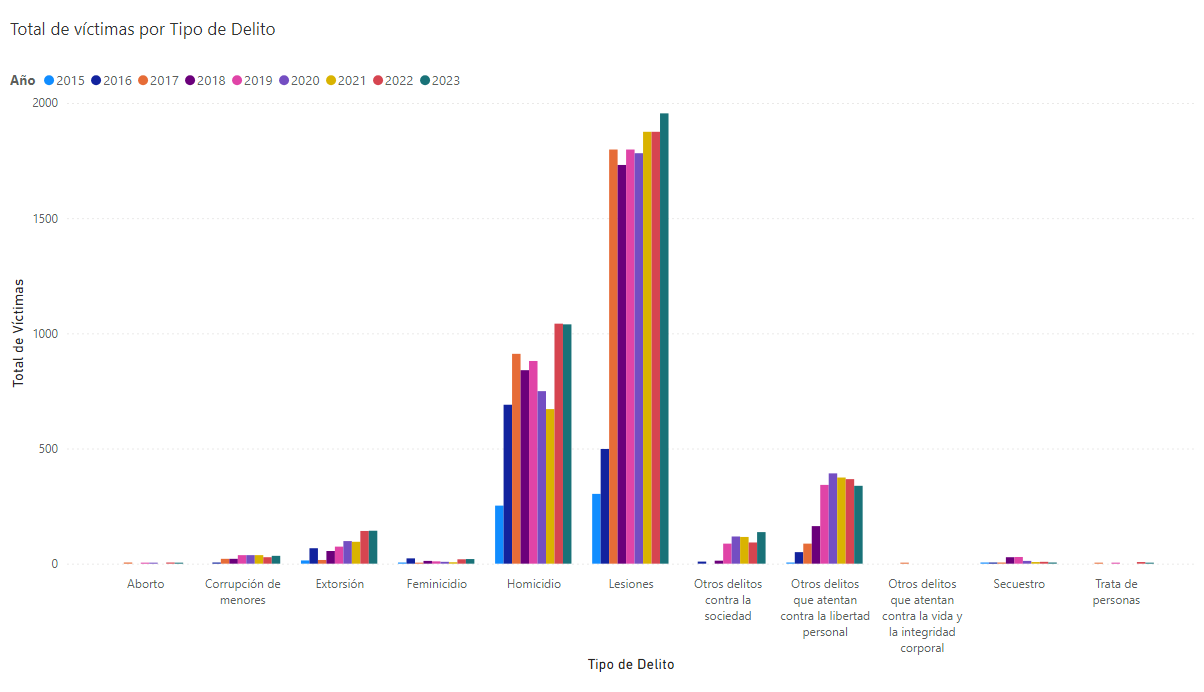 Total de víctimas por Tipo de Delito
Año 2015 2016 2017 2018 2019 2020 2021 2022 2023
2000
1500
1000
500
0
Total de Víctimas
Aborto
Corrupción de
menores
Extorsión
Feminicidio
Homicidio
Lesiones
Otros delitos
contra la
sociedad
Otros delitos
que atentan
contra la libertad
personal
Otros delitos
que atentan
contra la vida y
la integridad
corporal
Secuestro
Trata de
personas
Tipo de Delito